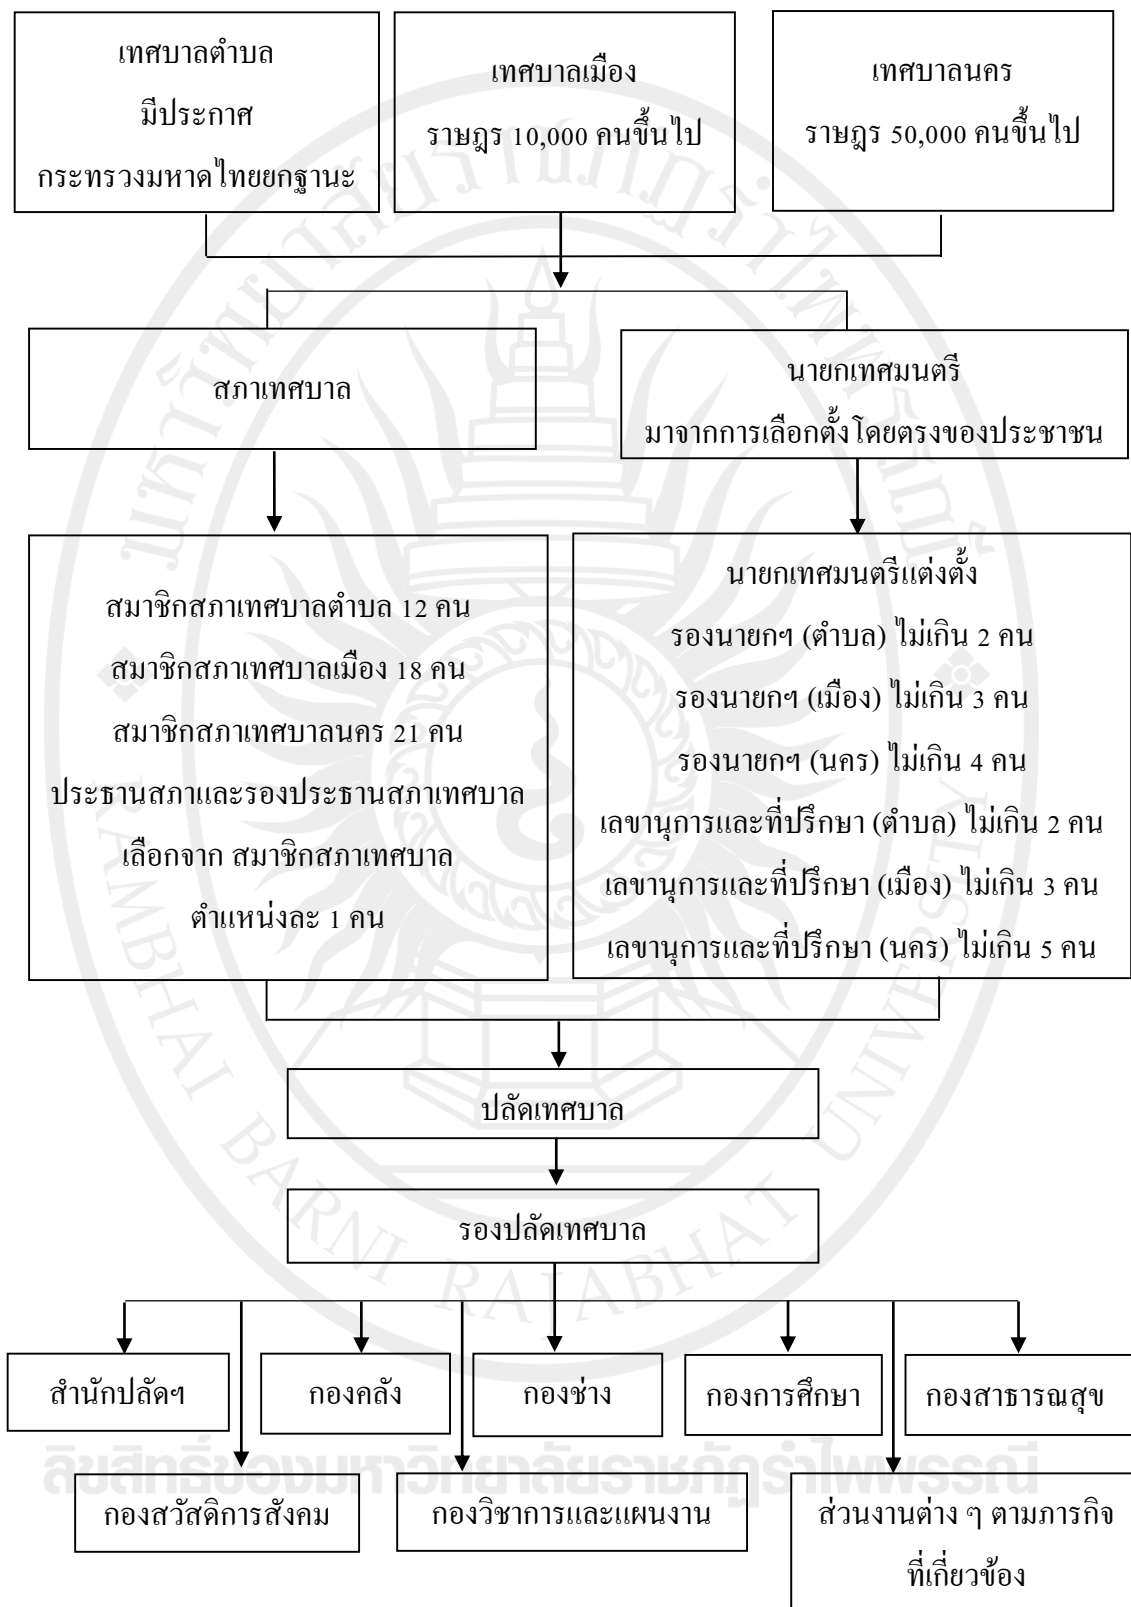 เทศบาลตำบล
มีประกาศ
กระทรวงมหาดไทยยกฐานะ
เทศบาลเมือง
ราษฎร 10,000 คนขึ้นไป
เทศบาลนคร
ราษฎร 50,000 คนขึ้นไป
สภาเทศบาล
นายกเทศมนตรี
มาจากการเลือกตั้งโดยตรงของประชาชน
สมาชิกสภาเทศบาลตำบล 12 คน
สมาชิกสภาเทศบาลเมือง 18 คน
สมาชิกสภาเทศบาลนคร 21 คน
ประธานสภาและรองประธานสภาเทศบาล
เลือกจาก สมาชิกสภาเทศบาล
ตำแหน่งละ 1 คน
นายกเทศมนตรีแต่งตั้ง
รองนายกฯ (ตำบล) ไม่เกิน 2 คน
รองนายกฯ (เมือง) ไม่เกิน 3 คน
รองนายกฯ (นคร) ไม่เกิน 4 คน
เลขานุการและที่ปรึกษา (ตำบล) ไม่เกิน 2 คน
เลขานุการและที่ปรึกษา (เมือง) ไม่เกิน 3 คน
เลขานุการและที่ปรึกษา (นคร) ไม่เกิน 5 คน
ปลัดเทศบาล
รองปลัดเทศบาล
สำนักปลัดฯ
กองคลัง
กองช่าง
กองการศึกษา
กองสาธารณสุข
กองสวัสดิการสังคม
กองวิชาการและแผนงาน
ส่วนงานต่าง ๆ ตามภารกิจ
ที่เกี่ยวข้อง
มหาวิทยาลัยราชภัฏรำไพพรรณี
RAMBHAI BARNI RAJABHAT UNIVERSITY
ลิขสิทธิ์ของมหาวิทยาลัยราชภัฏรำไพพรรณี